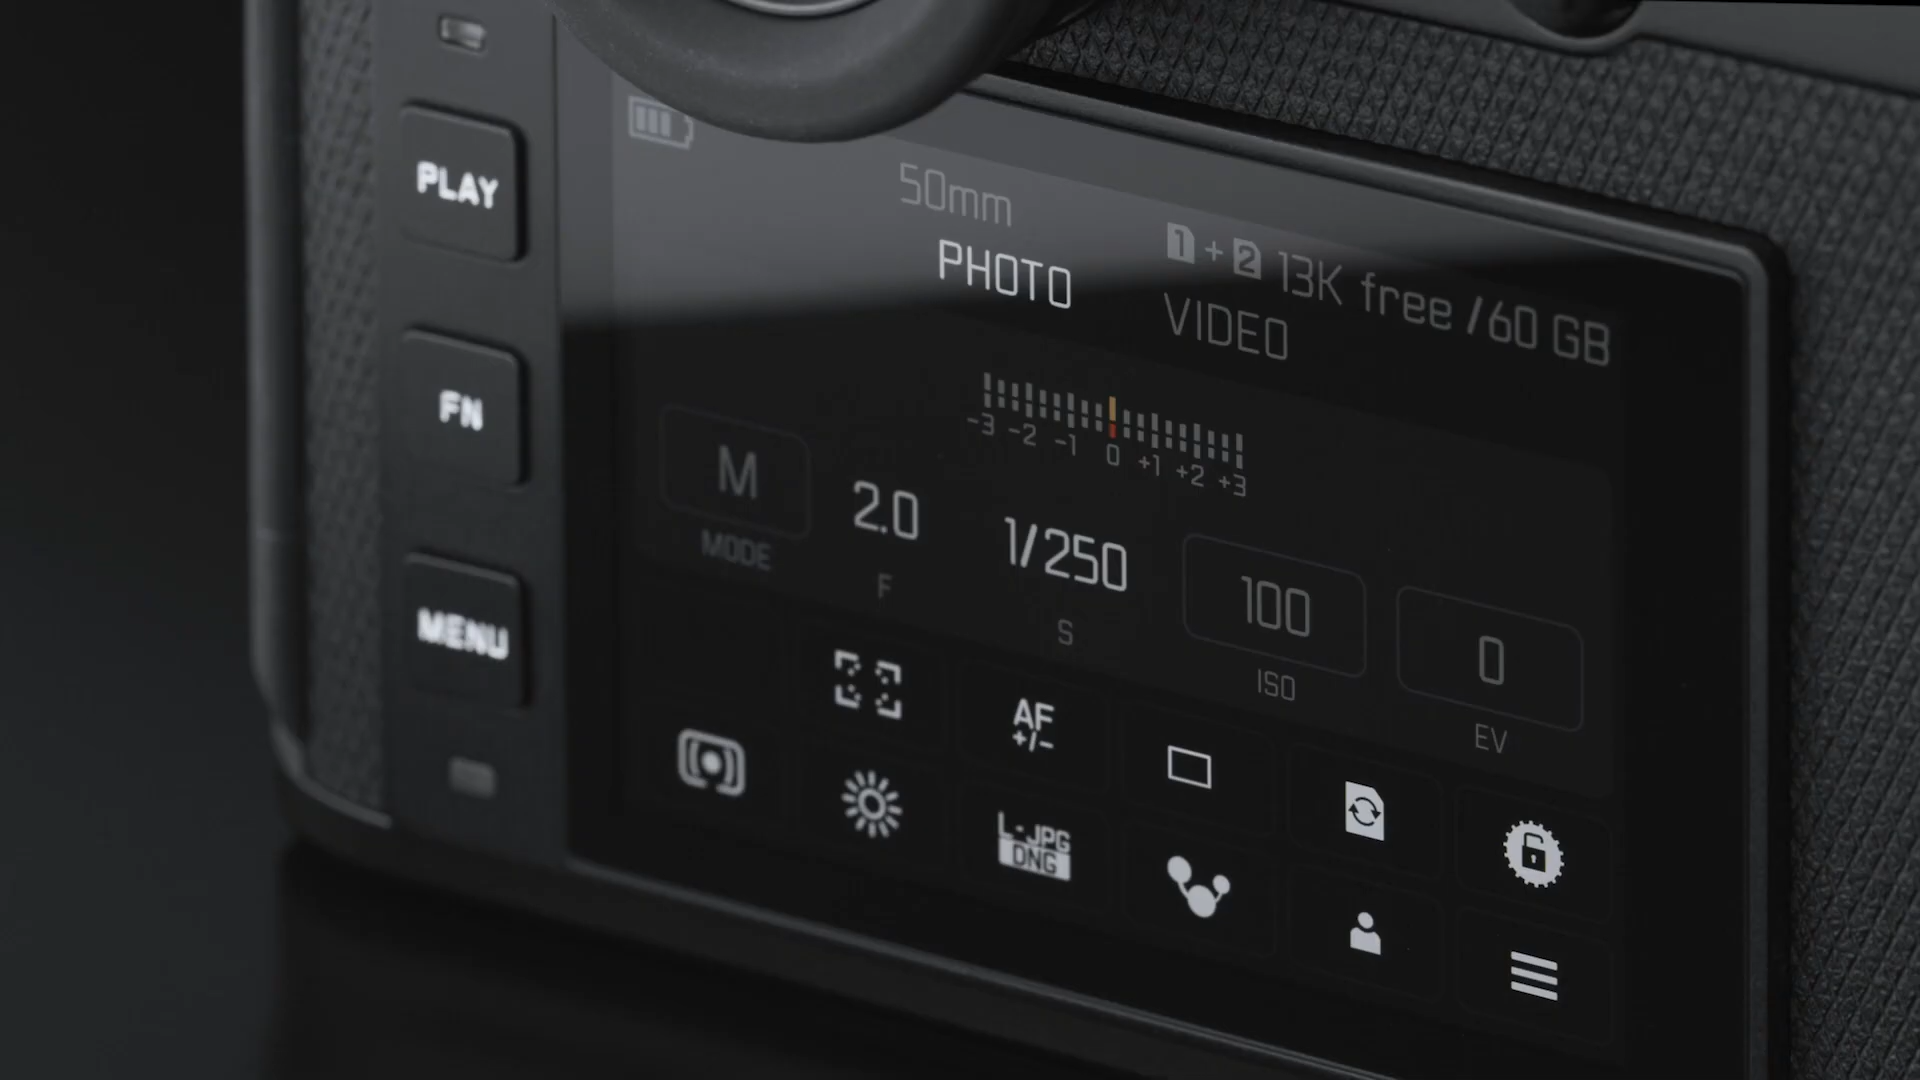 PLAY
FN
MENU
50mm
1 + 2 13K free /60 GB
PHOTO VIDEO
-3 -2 -1 0 +1 +2 +3
M 2.0 1/250 100 0
MODE F S ISO EV
AF
+/-
L-JPG
DNG